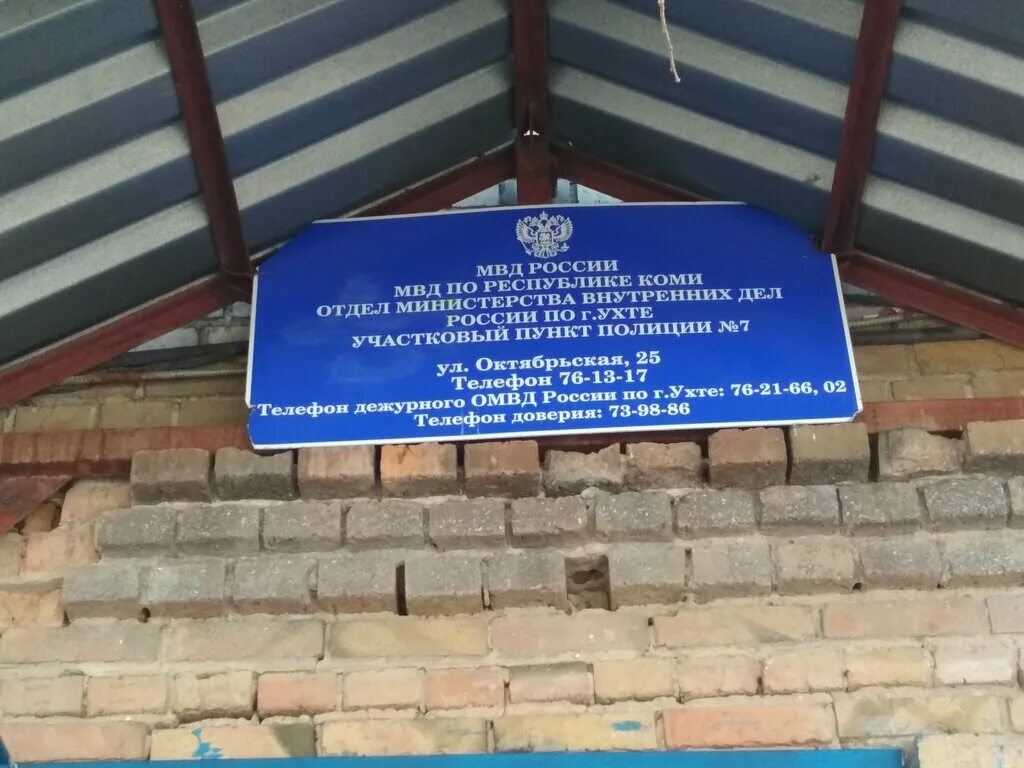 МВД РОССИИ
МВД ПО РЕСПУБЛИКЕ КОМИ
ОТДЕЛ МИНИСТЕРСТВА ВНУТРЕННИХ ДЕЛ
РОССИИ ПО г.УХТЕ
УЧАСТКОВЫЙ ПУНКТ ПОЛИЦИИ №7
ул. Октябрьская, 25
Телефон 76-13-17
Телефон дежурного ОМВД России по г.Ухте: 76-21-66, 02
Телефон доверия: 73-98-86